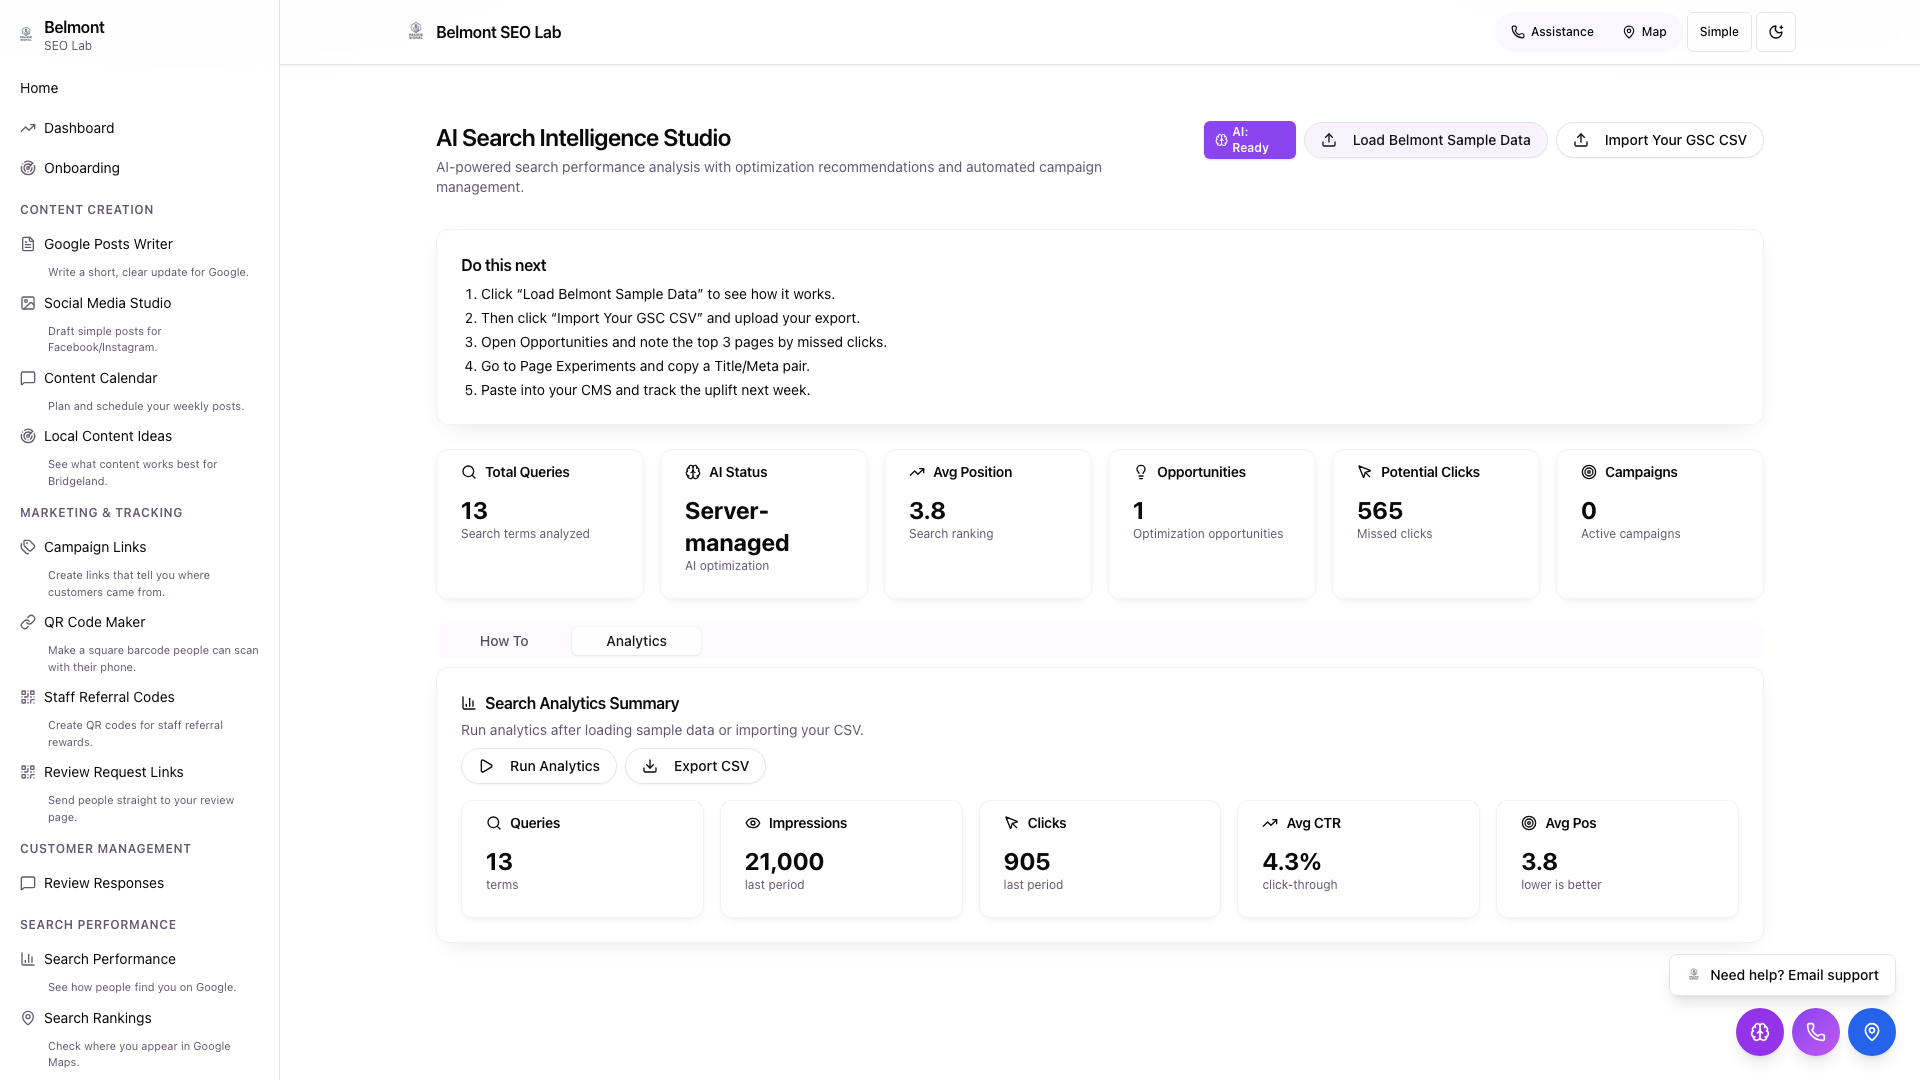 Belmont
SEO Lab
Home
Dashboard
Onboarding
CONTENT CREATION
Google Posts Writer
Write a short, clear update for Google.
Social Media Studio
Draft simple posts for
Facebook/Instagram.
Content Calendar
Plan and schedule your weekly posts.
Local Content Ideas
See what content works best for
Bridgeland.
MARKETING & TRACKING
Campaign Links
Create links that tell you where
customers came from.
QR Code Maker
Make a square barcode people can scan
with their phone.
Staff Referral Codes
Create QR codes for staff referral
rewards.
Review Request Links
Send people straight to your review
page.
CUSTOMER MANAGEMENT
Review Responses
SEARCH PERFORMANCE
Search Performance
See how people find you on Google.
Search Rankings
Check where you appear in Google
Maps.
Belmont SEO Lab
Assistance
Map
Simple
AI Search Intelligence Studio
AI-powered search performance analysis with optimization recommendations and automated campaign
management.
AI:
Ready
Load Belmont Sample Data
Import Your GSC CSV
Do this next
1. Click “Load Belmont Sample Data” to see how it works.
2. Then click “Import Your GSC CSV” and upload your export.
3. Open Opportunities and note the top 3 pages by missed clicks.
4. Go to Page Experiments and copy a Title/Meta pair.
5. Paste into your CMS and track the uplift next week.
Total Queries
13
Search terms analyzed
AI Status
Server-
managed
AI optimization
Avg Position
3.8
Search ranking
Opportunities
1
Optimization opportunities
Potential Clicks
565
Missed clicks
Campaigns
0
Active campaigns
How To
Analytics
Search Analytics Summary
Run analytics after loading sample data or importing your CSV.
Run Analytics
Export CSV
Queries
13
terms
Impressions
21,000
last period
Clicks
905
last period
Avg CTR
4.3%
click-through
Avg Pos
3.8
lower is better
Need help? Email support